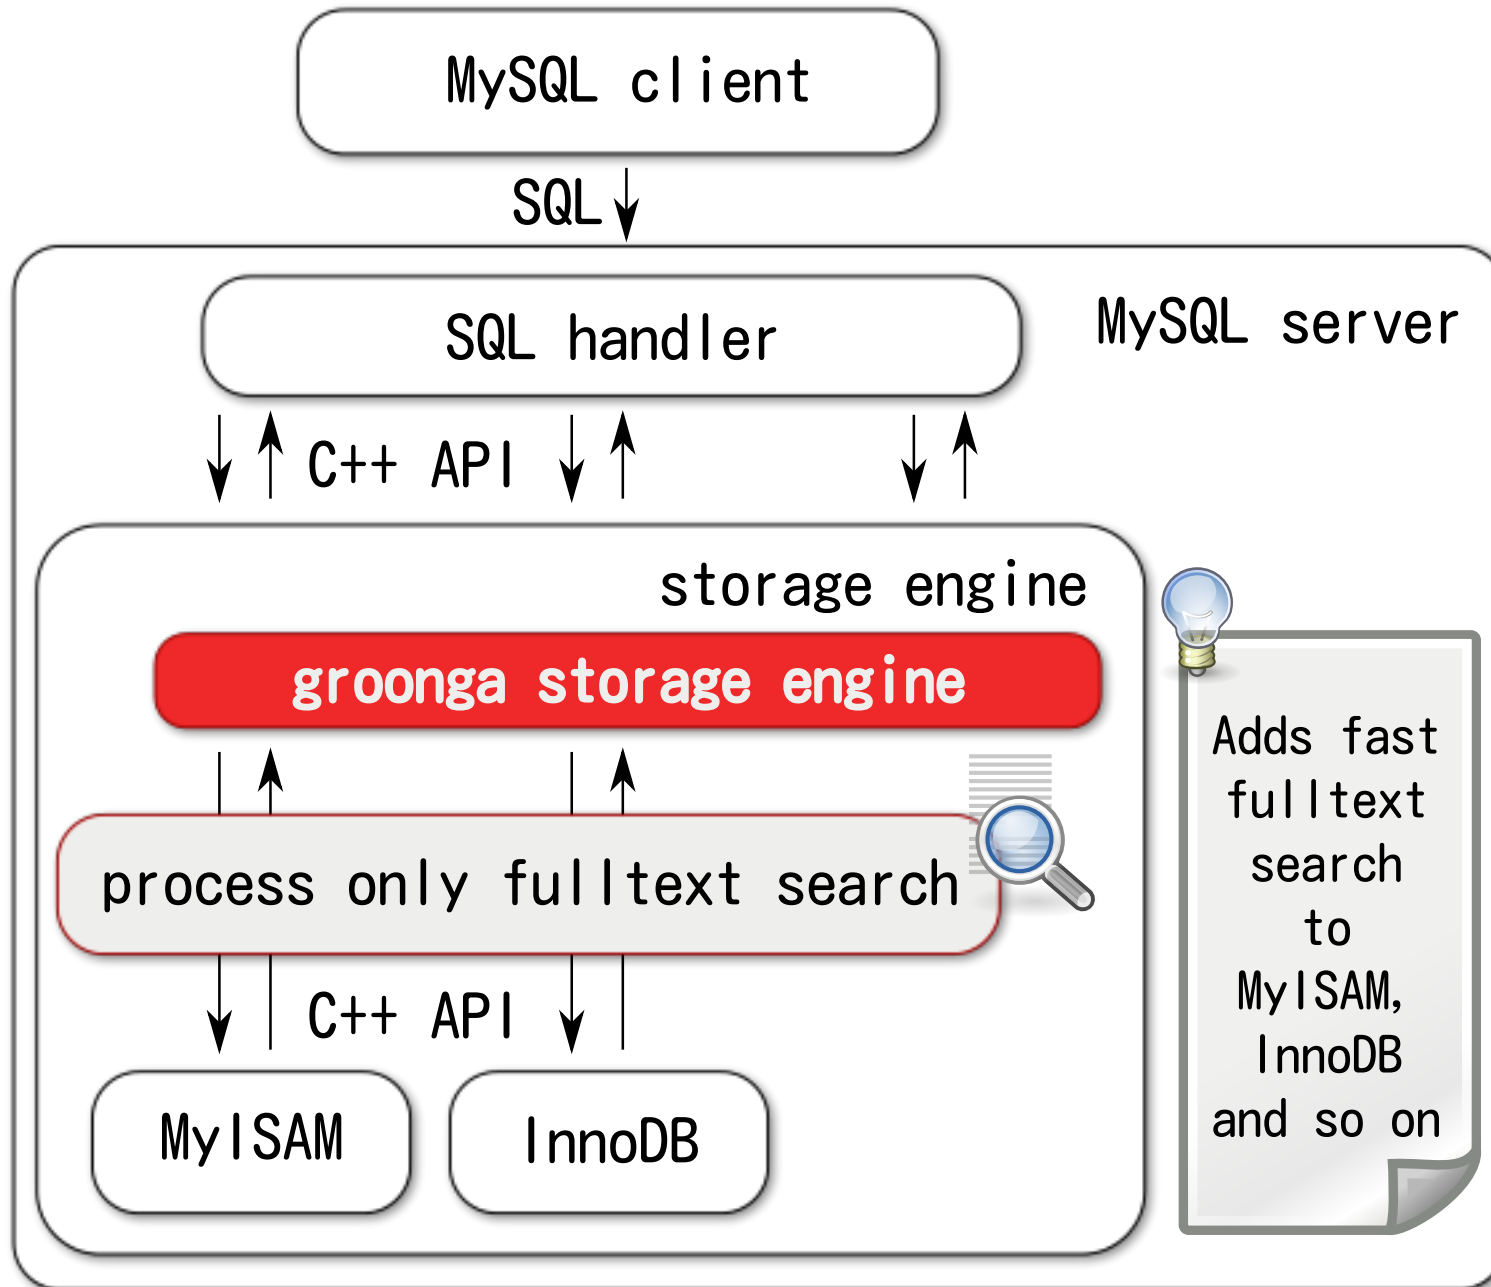 MySQL client
SQL
SQL handler
MySQL server
C++ API
storage engine
groonga storage engine
process only fulltext search
C++ API
MyISAM
InnoDB
Adds fast
fulltext
search
to
MyISAM,
InnoDB
and so on